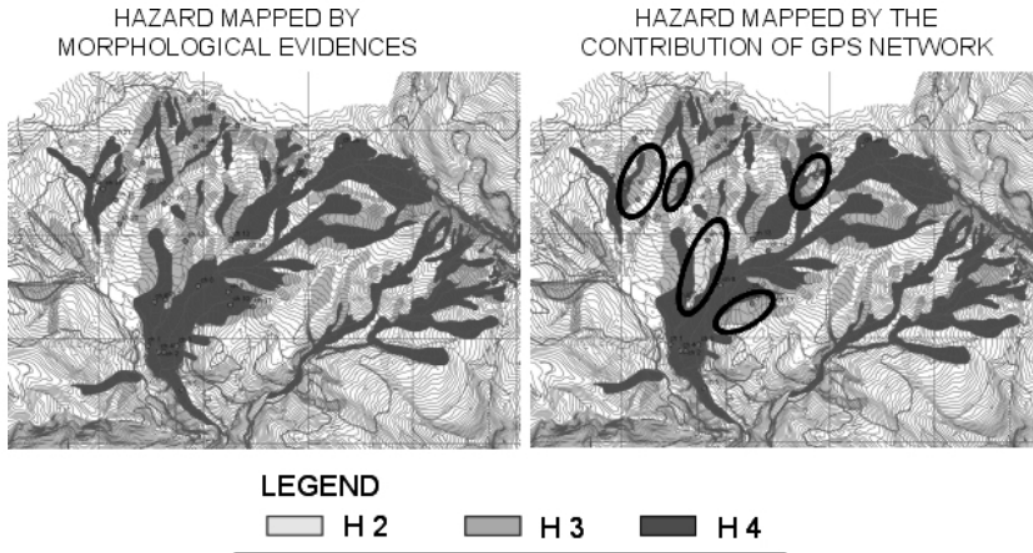 HAZARD MAPPED BY
MORPHOLOGICAL EVIDENCES
HAZARD MAPPED BY THE
CONTRIBUTION OF GPS NETWORK
LEGEND
H 2
H 3
H 4